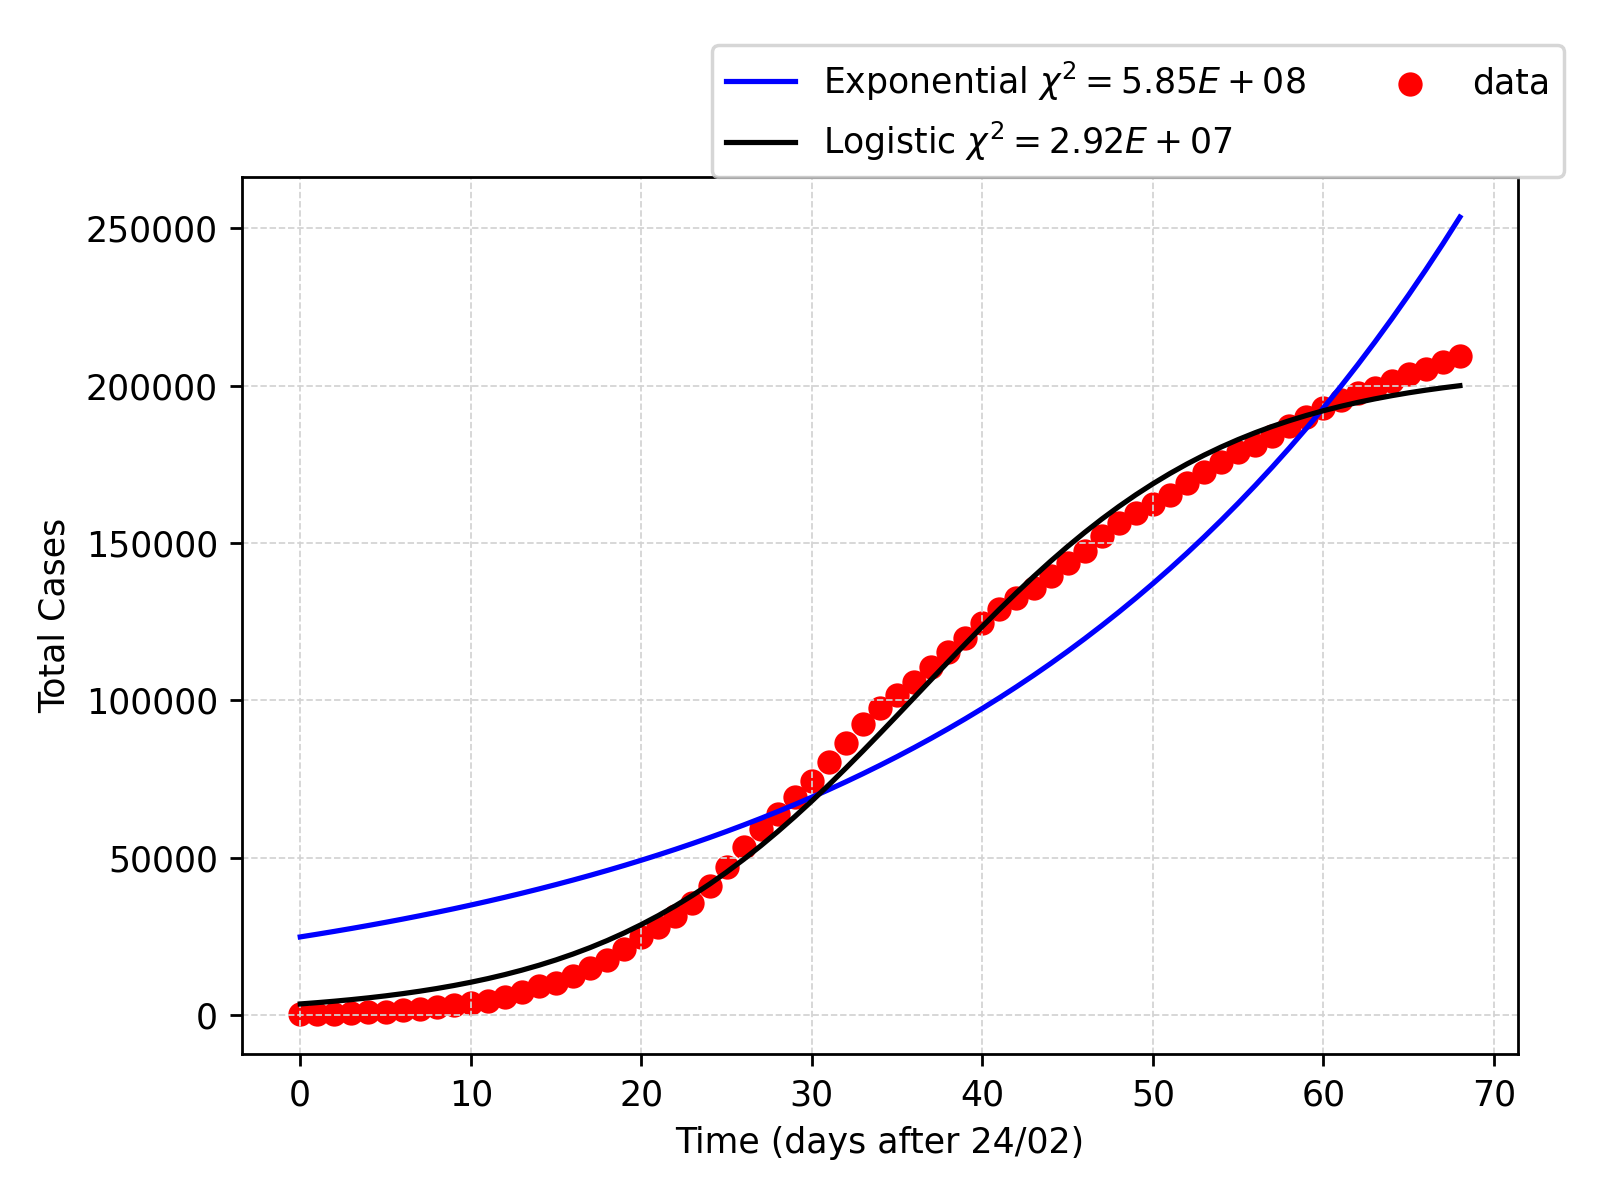 Exponential χ² = 5.85E + 08
data
Logistic χ² = 2.92E + 07
250000
200000
150000
100000
50000
0
Total Cases
0 10 20 30 40 50 60 70
Time (days after 24/02)